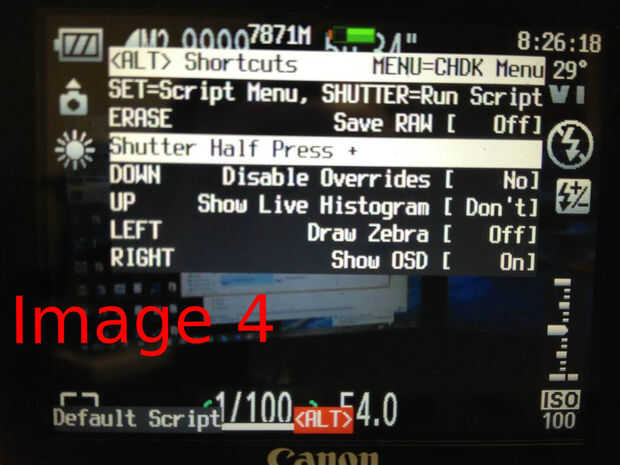 7871M 8:26:18
<ALT> Shortcuts MENU=CHDK Menu 29°
SET=Script Menu, SHUTTER=Run Script
ERASE Save RAW [ Off]
Shutter Half Press +
DOWN Disable Overrides [ No]
UP Show Live Histogram [ Don't]
LEFT Draw Zebra [ Off]
RIGHT Show OSD [ On]
Image 4
1/100 F4.0 ISO
Default Script <ALT> 100
Canon